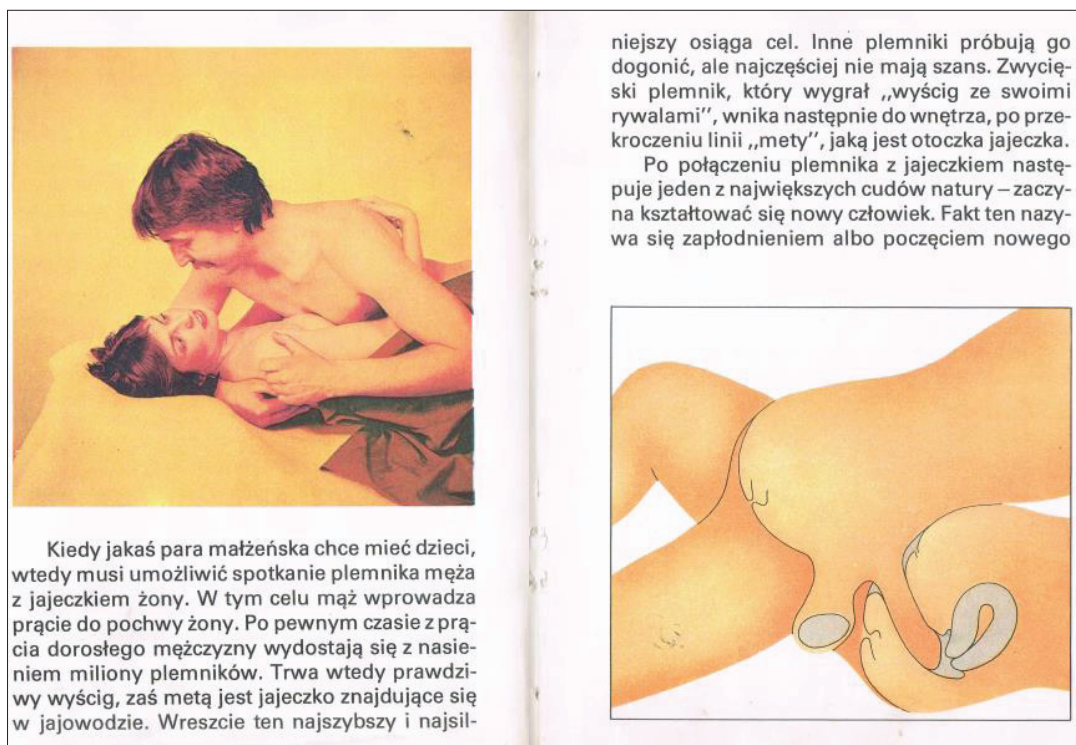 Kiedy jakaś para małżeńska chce mieć dzieci,
wtedy musi umożliwić spotkanie plemnika męża
z jajeczkiem żony. W tym celu mąż wprowadza
prącie do pochwy żony. Po pewnym czasie z prą-
cia dorosłego mężczyzny wydostają się z nasie-
niem miliony plemników. Trwa wtedy prawdzi-
wy wyścig, zaś metą jest jajeczko znajdujące się
w jajowodzie. Wreszcie ten najszybszy i najsil-
niejszy osiąga cel. Inne plemniki próbują go
dogonić, ale najczęściej nie mają szans. Zwycię-
ski plemnik, który wygrał ,,wyścig ze swoimi
rywalami", wnika następnie do wnętrza, po prze-
kroczeniu linii ,,mety", jaką jest otoczka jajeczka.
Po połączeniu plemnika z jajeczkiem nastę-
puje jeden z największych cudów natury – zaczy-
na kształtować się nowy człowiek. Fakt ten nazy-
wa się zapłodnieniem albo poczęciem nowego